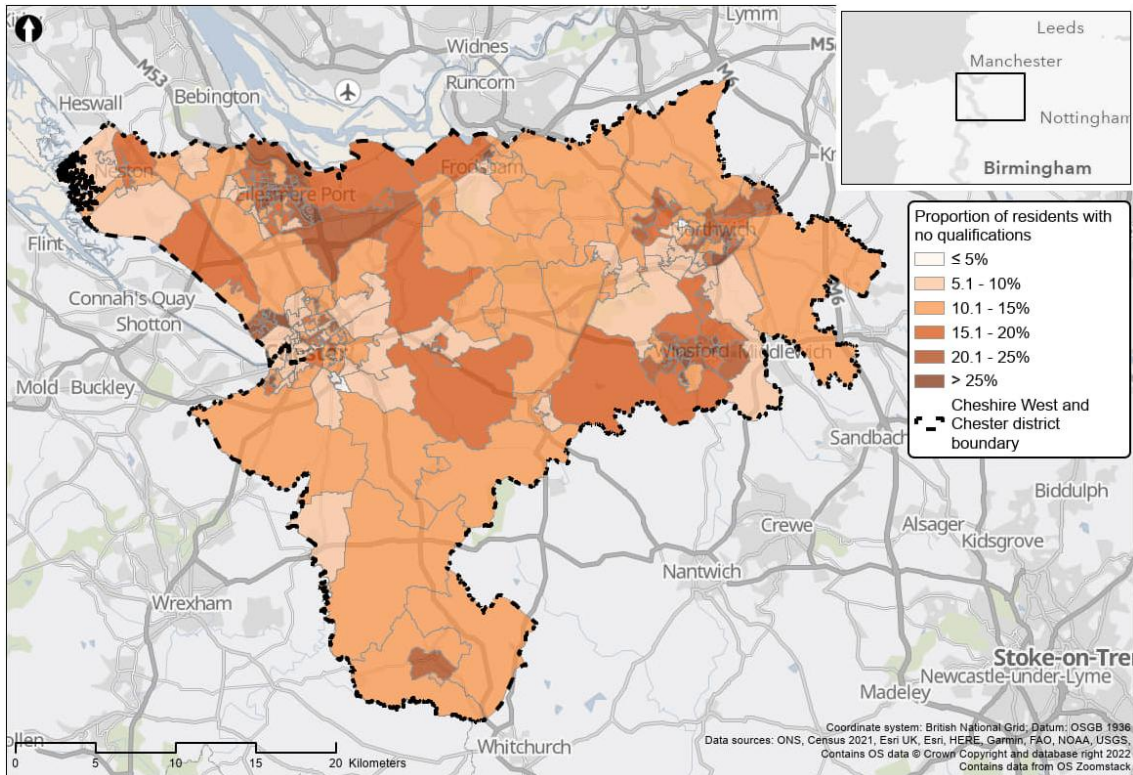 Lymm
Widnes
M5
Runcorn
M53
M6
Heswall
Bebington
Leeds
Manchester
Nottingham
Birmingham
Neston
Frodsham
Ellesmere Port
Northwich
Flint
Connah's Quay
Shotton
M6
Chester
Winsford
Middlewich
Mold
Buckley
Sandbach
Proportion of residents with
no qualifications
≤ 5%
5.1 - 10%
10.1 - 15%
15.1 - 20%
20.1 - 25%
> 25%
Cheshire West and
Chester district
boundary
Biddulph
Crewe
Alsager
Kidsgrove
Nantwich
Wrexham
Stoke-on-Tre
Newcastle-under-Lyme
Madeley
Whitchurch
ollen
0 5 10 20 Kilometers
Coordinate system: British National Grid; Datum: OSGB 1936
Data sources: ONS, Census 2021, Esri UK, Esri, HERE, Garmin, FAO, NOAA, USGS,
Contains OS data © Crown Copyright and database right 2022
Contains data from OS Zoomstack